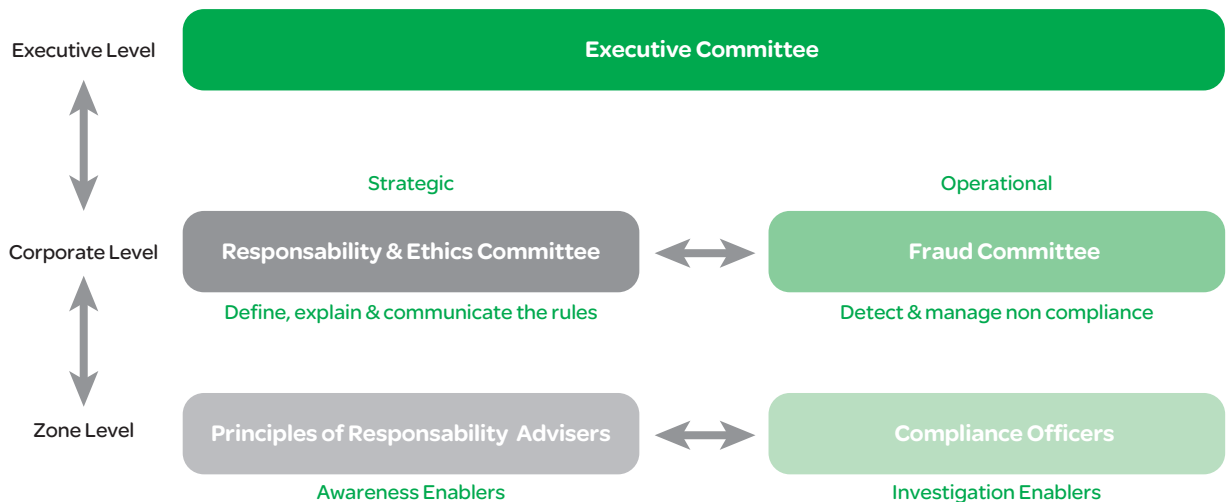 Executive Level
Executive Committee
Strategic
Operational
Corporate Level
Responsability & Ethics Committee
Fraud Committee
Define, explain & communicate the rules
Detect & manage non compliance
Zone Level
Principles of Responsability Advisers
Compliance Officers
Awareness Enablers
Investigation Enablers